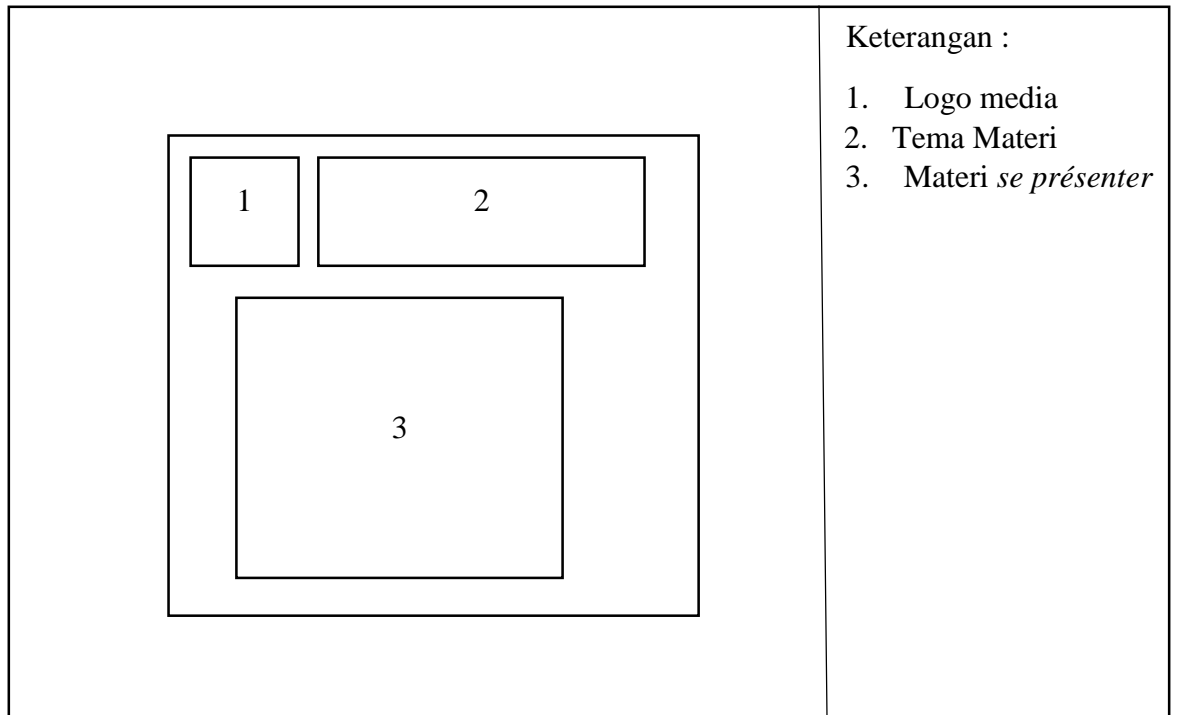 1
2
3
Keterangan :
1. Logo media
2. Tema Materi
3. Materi se présenter